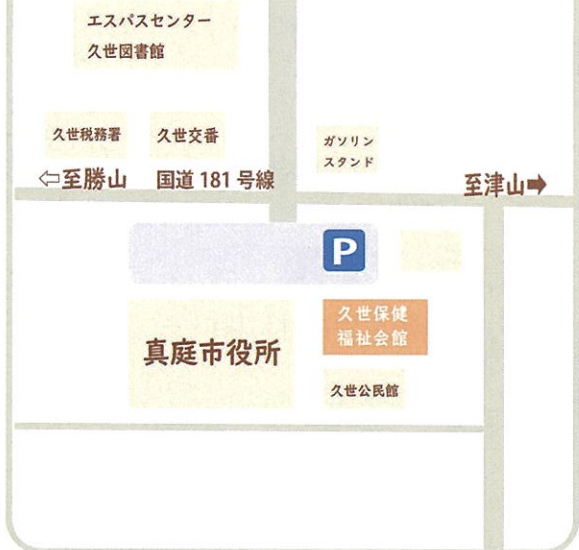 エスパスセンター
久世図書館
久世税務署
久世交番
ガソリン
スタンド
⇦至勝山
国道 181 号線
至津山➡
P
久世保健
福祉会館
真庭市役所
久世公民館